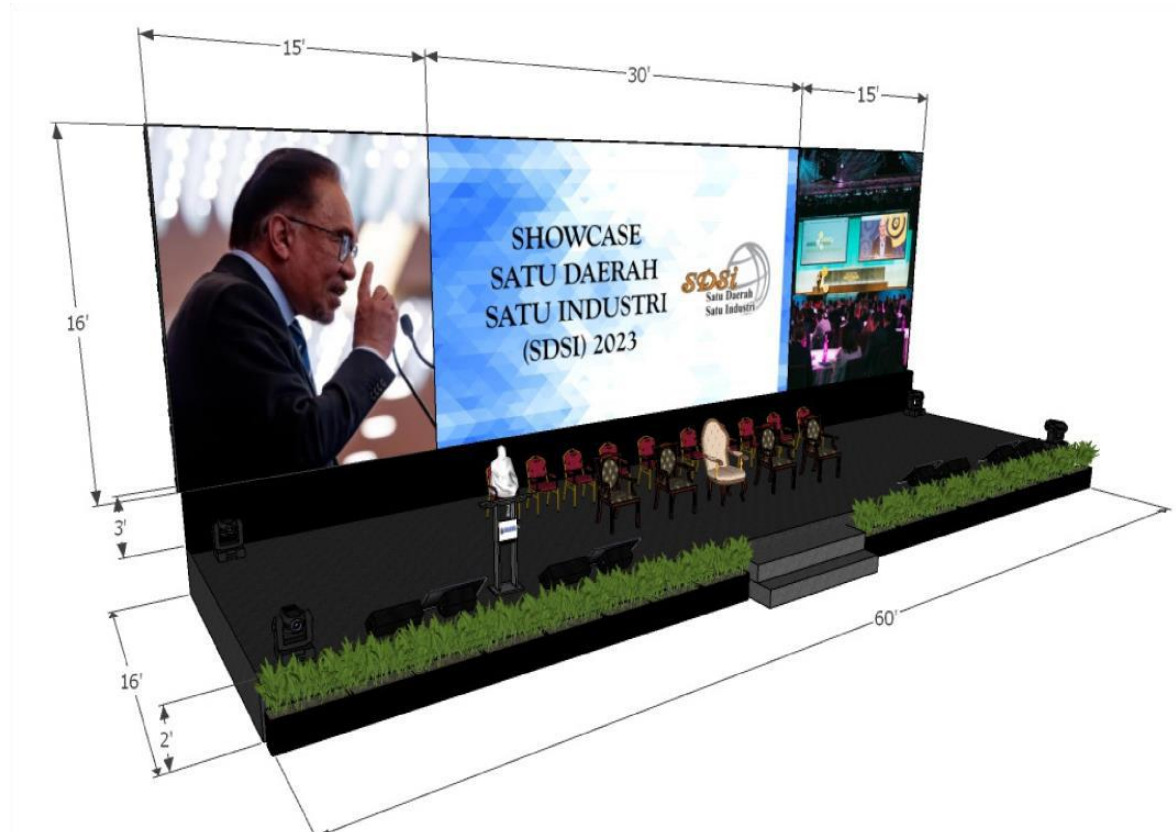 15'
30'
15'
16'
SHOWCASE
SATU DAERAH
SATU INDUSTRI
(SDSI) 2023
SDSi
Satu Daerah
Satu Industri
3'
16'
2'
60'